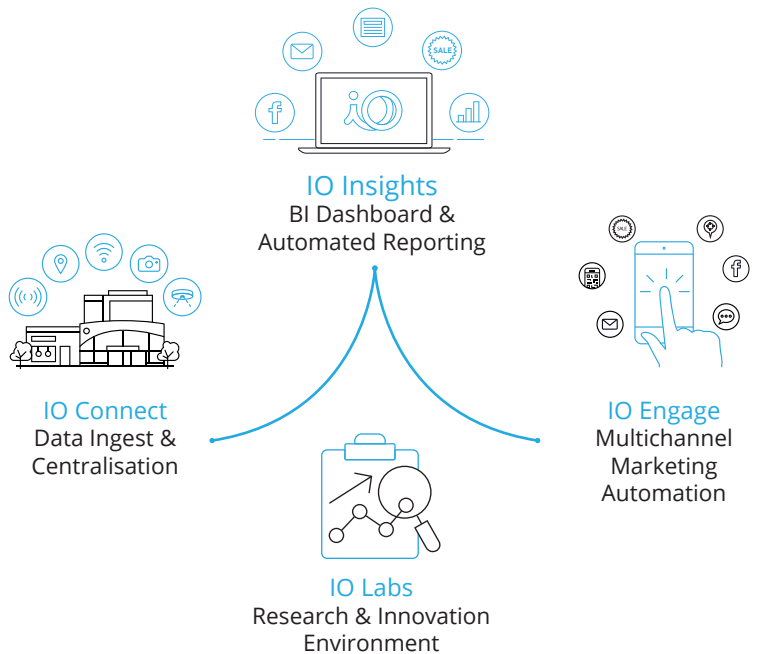 SALE
iO
IO Insights
BI Dashboard &
Automated Reporting
SALE
IO Connect
Data Ingest &
Centralisation
IO Engage
Multichannel
Marketing
Automation
IO Labs
Research & Innovation
Environment